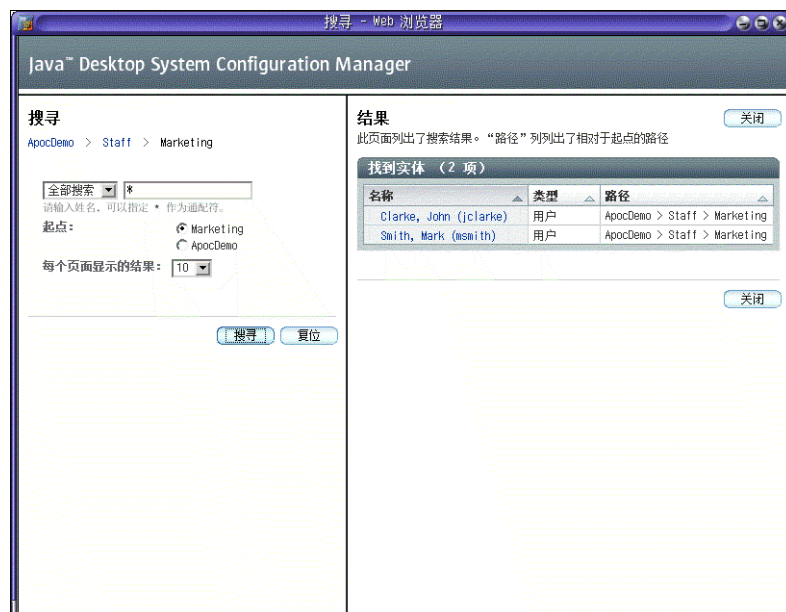 搜寻 - Web 浏览器
Java™ Desktop System Configuration Manager
搜寻
ApocDemo > Staff > Marketing
全部搜索 *
请输入姓名，可以指定 * 作为通配符。
起点： Marketing
ApocDemo
每个页面显示的结果： 10
搜寻 复位
结果 关闭
此页面列出了搜索结果。“路径”列列出了相对于起点的路径
找到实体 （2 项）
名称 类型 路径
Clarke, John (jclarke) 用户 ApocDemo > Staff > Marketing
Smith, Mark (msmith) 用户 ApocDemo > Staff > Marketing
关闭